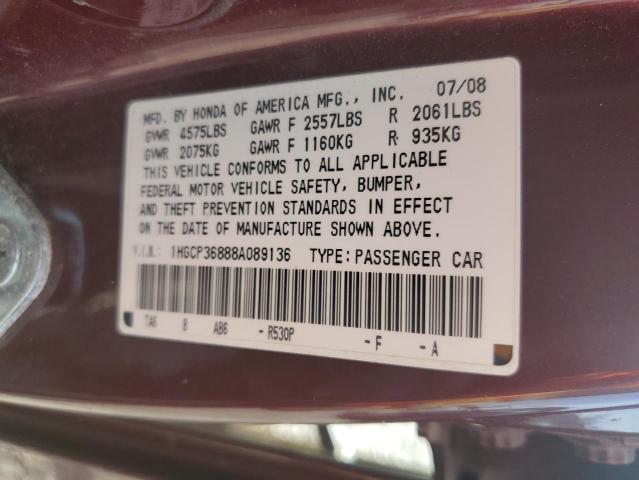 MFD. BY HONDA OF AMERICA MFG., INC. 07/08
GVWR 4575LBS GAWR F 2557LBS R 2061LBS
GVWR 2075KG GAWR F 1160KG R 935KG
THIS VEHICLE CONFORMS TO ALL APPLICABLE
FEDERAL MOTOR VEHICLE SAFETY, BUMPER,
AND THEFT PREVENTION STANDARDS IN EFFECT
ON THE DATE OF MANUFACTURE SHOWN ABOVE.
V.I.N.: 1HGCP36888A089136 TYPE:PASSENGER CAR
TA6 B AB6 - R530P - F - A